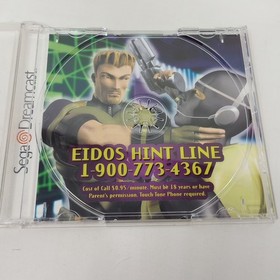 Sega Dreamcast
EIDOS HINT LINE
1-900-773-4367
Cost of Call $0.95/minute. Must be 18 years or have
Parent's permission. Touch Tone Phone required.